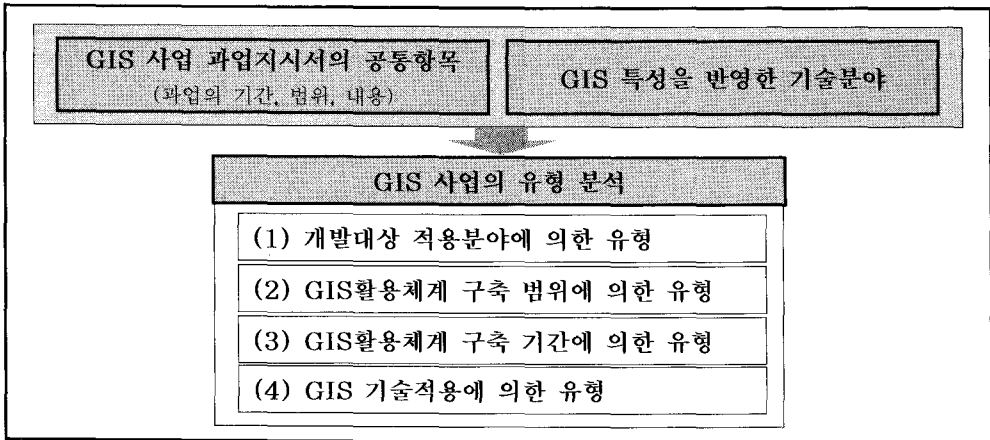 GIS 사업 과업지시서의 공통항목
(과업의 기간, 범위, 내용)
GIS 특성을 반영한 기술분야
GIS 사업의 유형 분석
(1) 개발대상 적용분야에 의한 유형
(2) GIS활용체계 구축 범위에 의한 유형
(3) GIS활용체계 구축 기간에 의한 유형
(4) GIS 기술적용에 의한 유형